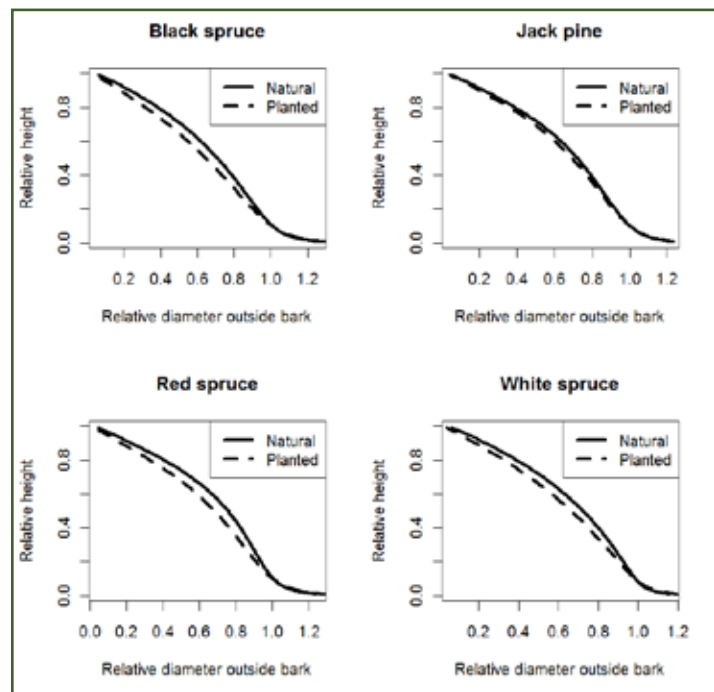 Black spruce
Natural
Planted
Relative height
0.0 0.4 0.8
0.2 0.4 0.6 0.8 1.0 1.2
Relative diameter outside bark
Jack pine
Natural
Planted
Relative height
0.0 0.4 0.8
0.2 0.4 0.6 0.8 1.0 1.2
Relative diameter outside bark
Red spruce
Natural
Planted
Relative height
0.0 0.4 0.8
0.0 0.2 0.4 0.6 0.8 1.0 1.2
Relative diameter outside bark
White spruce
Natural
Planted
Relative height
0.0 0.4 0.8
0.2 0.4 0.6 0.8 1.0 1.2
Relative diameter outside bark